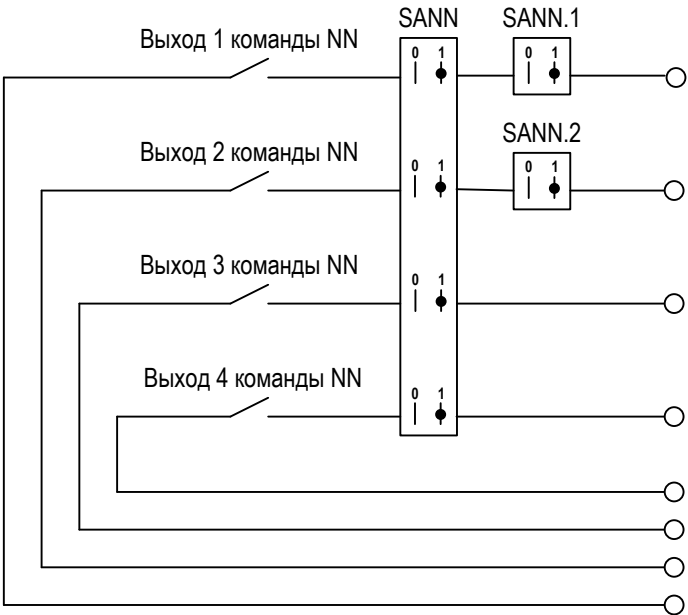 SANN SANN.1
Выход 1 команды NN
0 1 0 1
SANN.2
Выход 2 команды NN
0 1 0 1
Выход 3 команды NN
0 1
Выход 4 команды NN
0 1